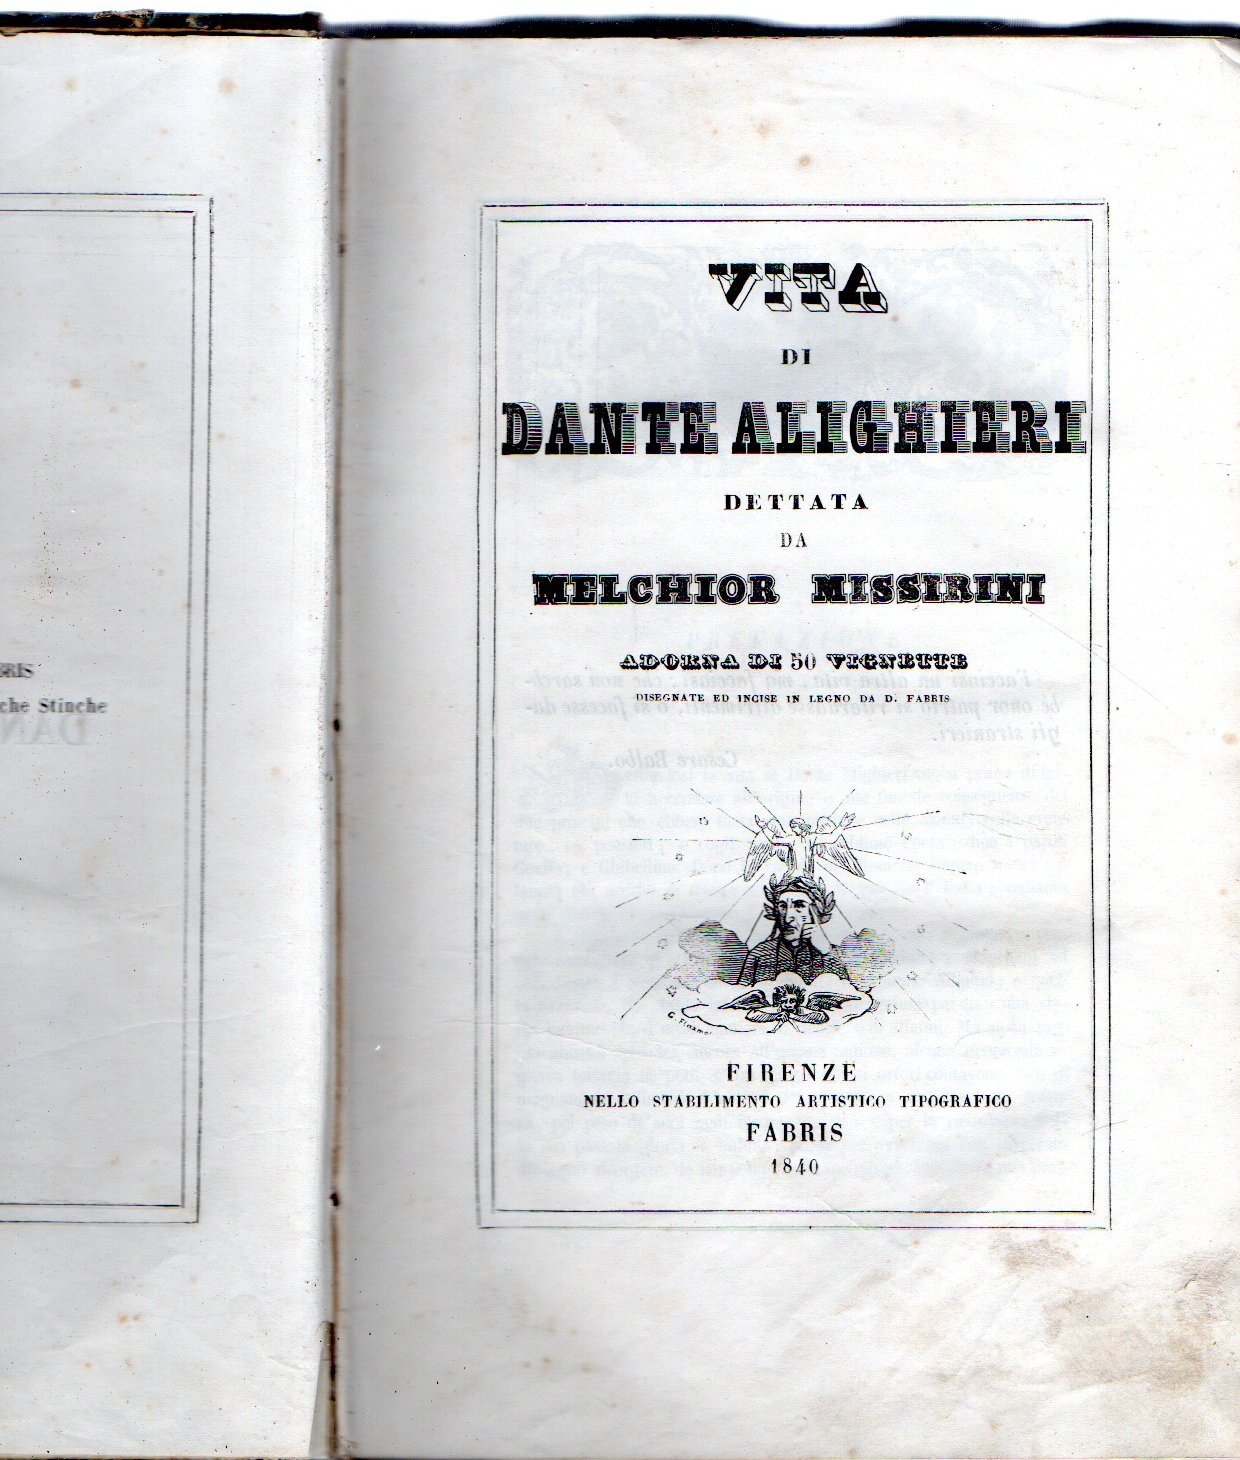 BRIS
che Stinche
VITA
DI
DANTE ALIGHIERI
DETTATA
DA
MELCHIOR MISSIRINI
ADORNA DI 50 VIGNETTE
DISEGNATE ED INCISE IN LEGNO DA D. FABRIS
FIRENZE
NELLO STABILIMENTO ARTISTICO TIPOGRAFICO
FABRIS
1840